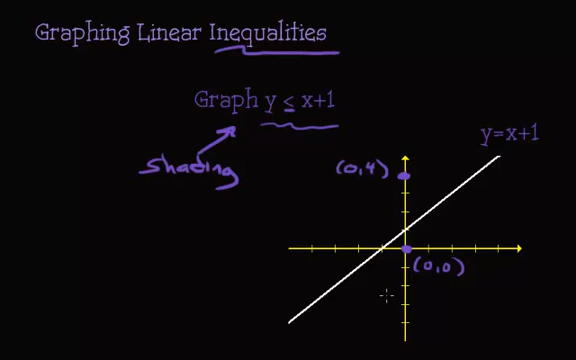 Graphing Linear Inequalities
Graph y ≤ x+1
y=x+1
Shading
(0,4)
(0,0)